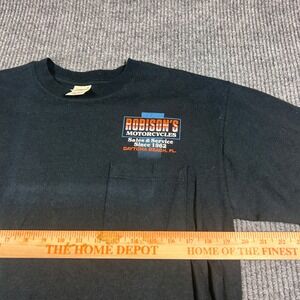 ROBISON'S
MOTORCYCLES
Sales & Service
Since 1962
DAYTONA BEACH, FL.
THE HOME DEPOT
HOME OF THE FINEST